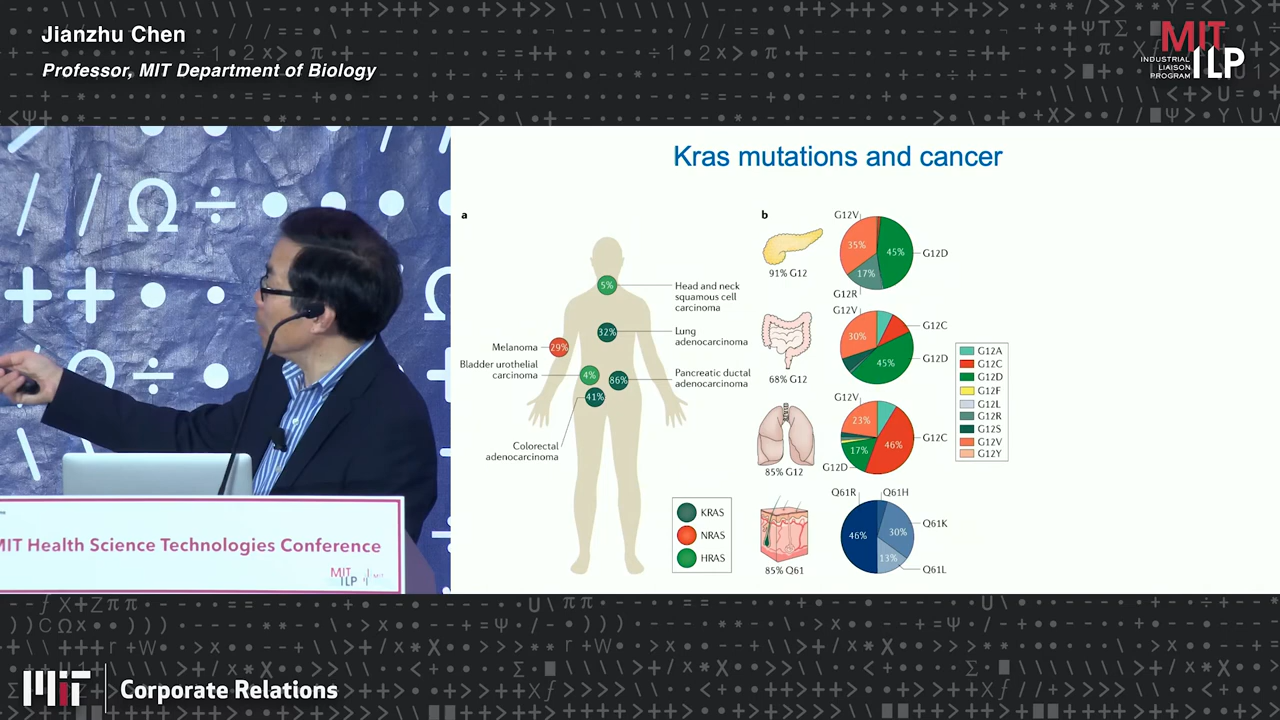 Jianzhu Chen
Professor, MIT Department of Biology
MIT
INDUSTRIAL
LIAISON
PROGRAM
ILP
Kras mutations and cancer
a
5%
Head and neck
squamous cell
carcinoma
32%
Lung
adenocarcinoma
Melanoma
29%
Bladder urothelial
carcinoma
4%
86%
Pancreatic ductal
adenocarcinoma
41%
Colorectal
adenocarcinoma
KRAS
NRAS
HRAS
b
91% G12
G12V
35%
45%
G12D
17%
G12R
68% G12
G12V
30%
G12C
G12D
45%
85% G12
G12V
23%
46%
G12C
17%
G12D
85% Q61
Q61R
Q61H
46%
30%
Q61K
13%
Q61L
G12A
G12C
G12D
G12F
G12L
G12R
G12S
G12V
G12Y
MIT Health Science Technologies Conference
MIT
ILP
MIT
Corporate Relations